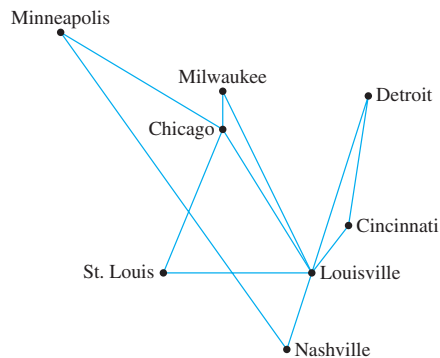 Minneapolis
Milwaukee
Detroit
Chicago
Cincinnati
St. Louis
Louisville
Nashville